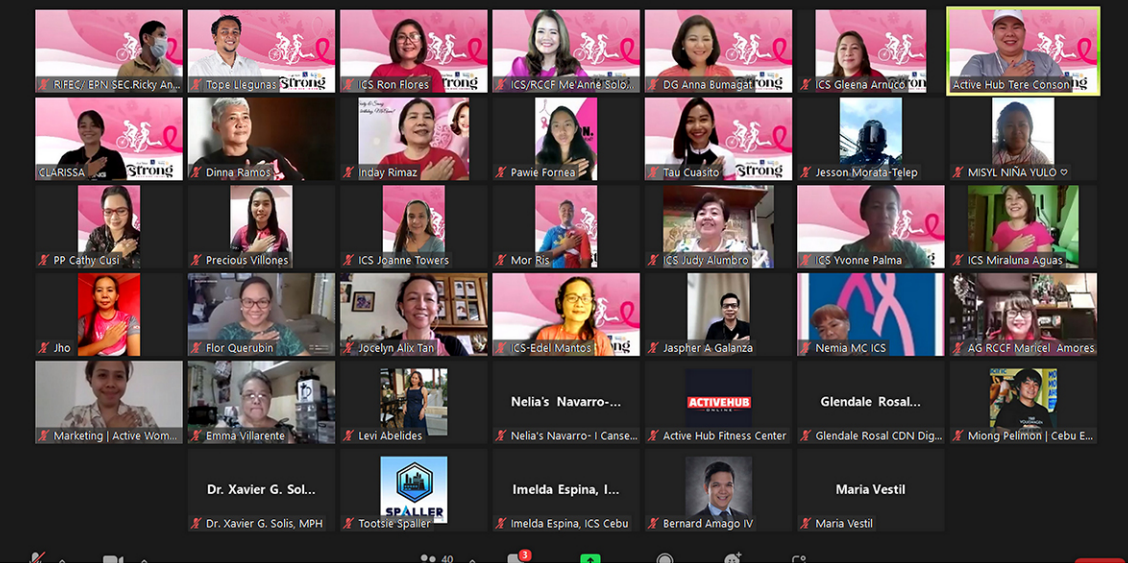 RIFEC/ EPN SEC.Ricky An...
Tope Llegunas
Strong
ICS Ron Flores
ICS/RCCF Me'Anne Solo...
DG Anna Bumagat
Strong
ICS Gleena Arnuco
Active Hub Tere Conson
CLARISSA
Strong
Dinna Ramos
Inday Rimaz
Pawie Fornea
Tau Cuasito
Strong
Jesson Morata-Telep
MISYL NIÑA YULO ♡
PP Cathy Cusi
Precious Villones
ICS Joanne Towers
Mor Ris
ICS Judy Alumbro
ICS Yvonne Palma
ICS Miraluna Aguas
Jho
Flor Querubin
Jocelyn Alix Tan
ICS-Edel Mantos
Jaspher A Galanza
Nemia MC ICS
AG RCCF Maricel Amores
Marketing | Active Wom...
Emma Villarente
Levi Abelides
Nelia's Navarro-...
Nelia's Navarro- I Canse...
ACTIVEHUB
ONLINE
Active Hub Fitness Center
Glendale Rosal...
Glendale Rosal CDN Dig...
Miong Pelimon | Cebu E...
Dr. Xavier G. Sol...
Dr. Xavier G. Solis, MPH
SPALLER
Tootsie Spaller
Imelda Espina, I...
Imelda Espina, ICS Cebu
Bernard Amago IV
Maria Vestil
Maria Vestil
40
3